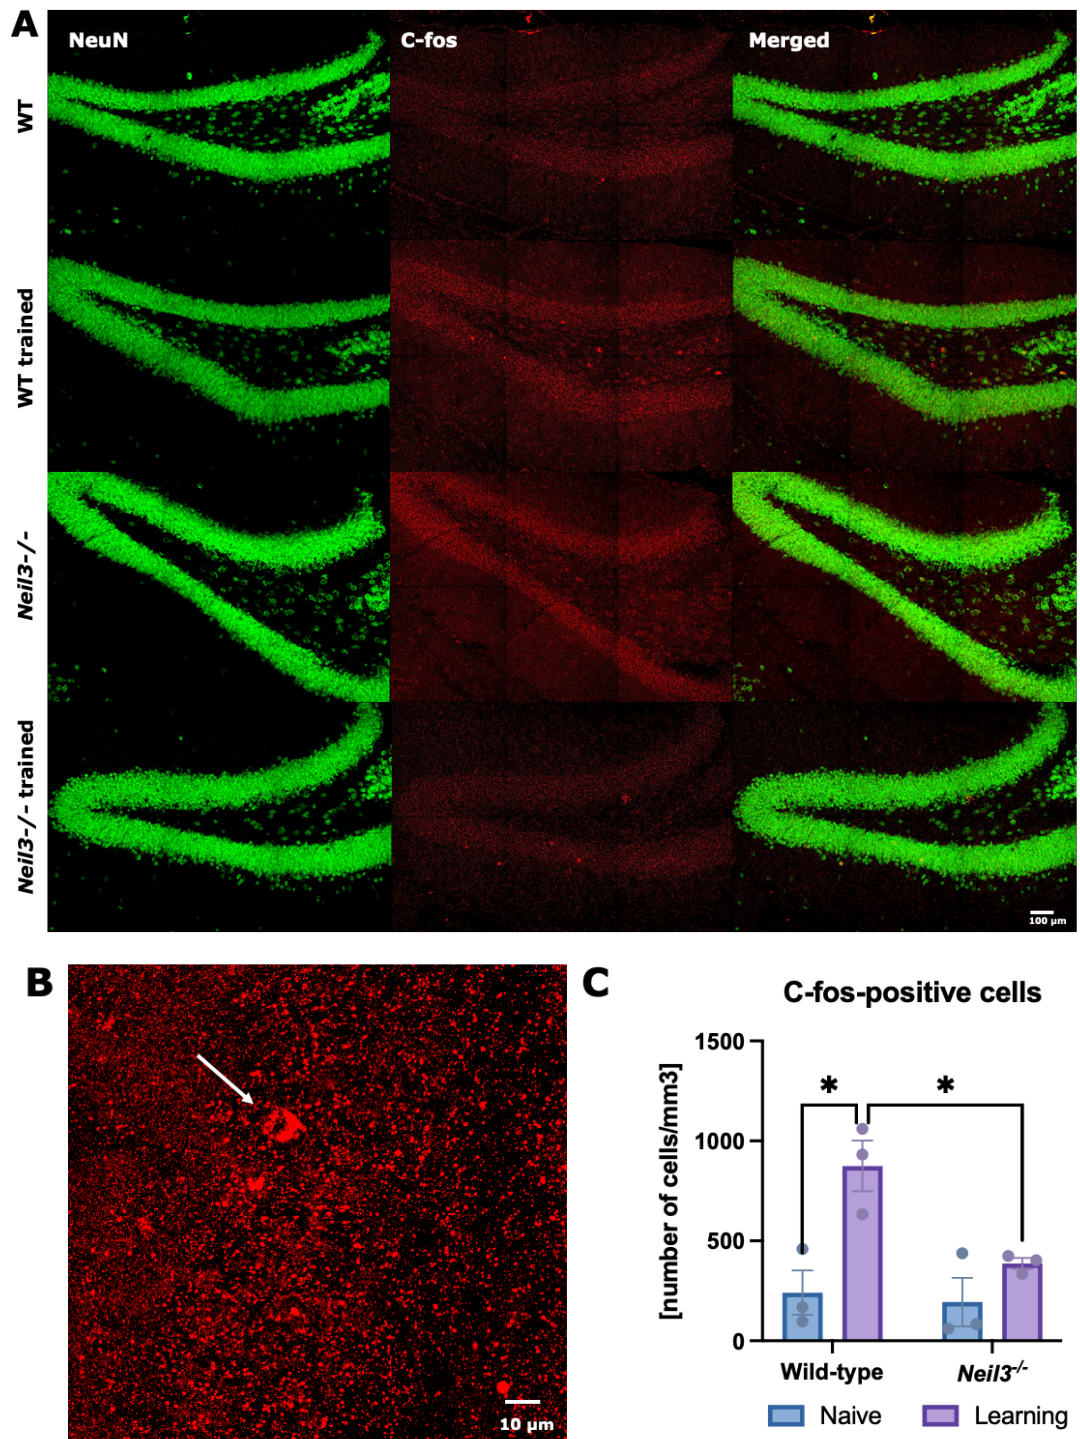 A
NeuN
C-fos
Merged
WT
WT trained
Neil3-/-
Neil3-/- trained
100 µm
B
10 µm
C
C-fos-positive cells
[number of cells/mm3]
1500
1000
500
0
*
*
Wild-type
Neil3-/-
Naive
Learning